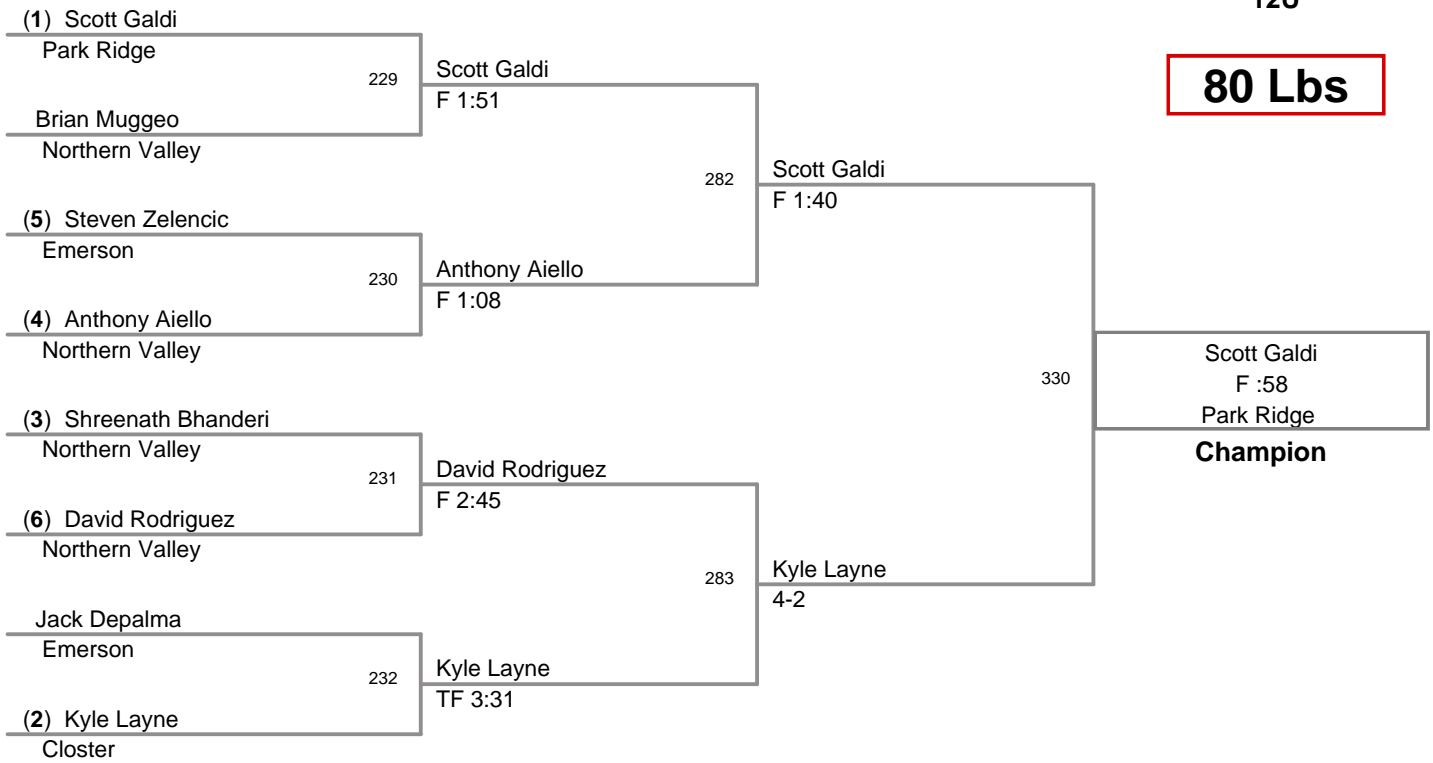 12U
80 Lbs
(1) Scott Galdi
Park Ridge
229
Brian Muggeo
Northern Valley
(5) Steven Zelencic
Emerson
230
(4) Anthony Aiello
Northern Valley
(3) Shreenath Bhanderi
Northern Valley
231
(6) David Rodriguez
Northern Valley
Jack Depalma
Emerson
232
(2) Kyle Layne
Closter
Scott Galdi
F 1:51
282
Anthony Aiello
F 1:08
David Rodriguez
F 2:45
283
Kyle Layne
TF 3:31
Scott Galdi
F 1:40
330
Kyle Layne
4-2
Scott Galdi
F :58
Park Ridge
Champion